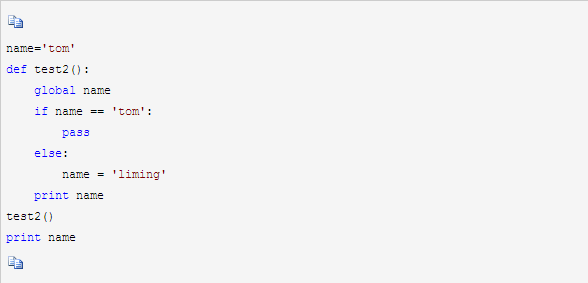 name='tom'
def test2():
    global name
    if name == 'tom':
        pass
    else:
        name = 'liming'
    print name
test2()
print name